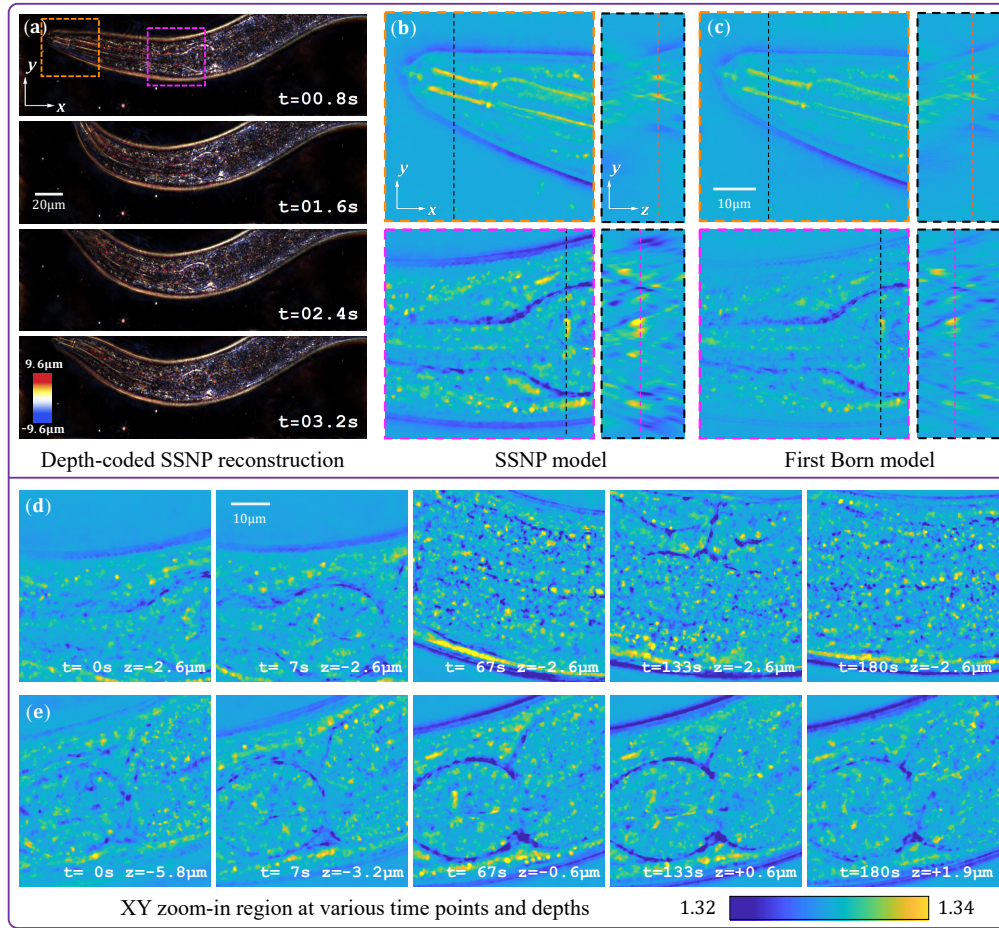 (a)
y
x
t=00.8s
20μm
t=01.6s
t=02.4s
9.6μm
-9.6μm
t=03.2s
Depth-coded SSNP reconstruction
(b)
y
x
y
z
SSNP model
(c)
10μm
First Born model
(d)
10μm
t= 0s z=-2.6μm
t= 7s z=-2.6μm
t= 67s z=-2.6μm
t=133s z=-2.6μm
t=180s z=-2.6μm
(e)
t= 0s z=-5.8μm
t= 7s z=-3.2μm
t= 67s z=-0.6μm
t=133s z=+0.6μm
t=180s z=+1.9μm
XY zoom-in region at various time points and depths
1.32
1.34